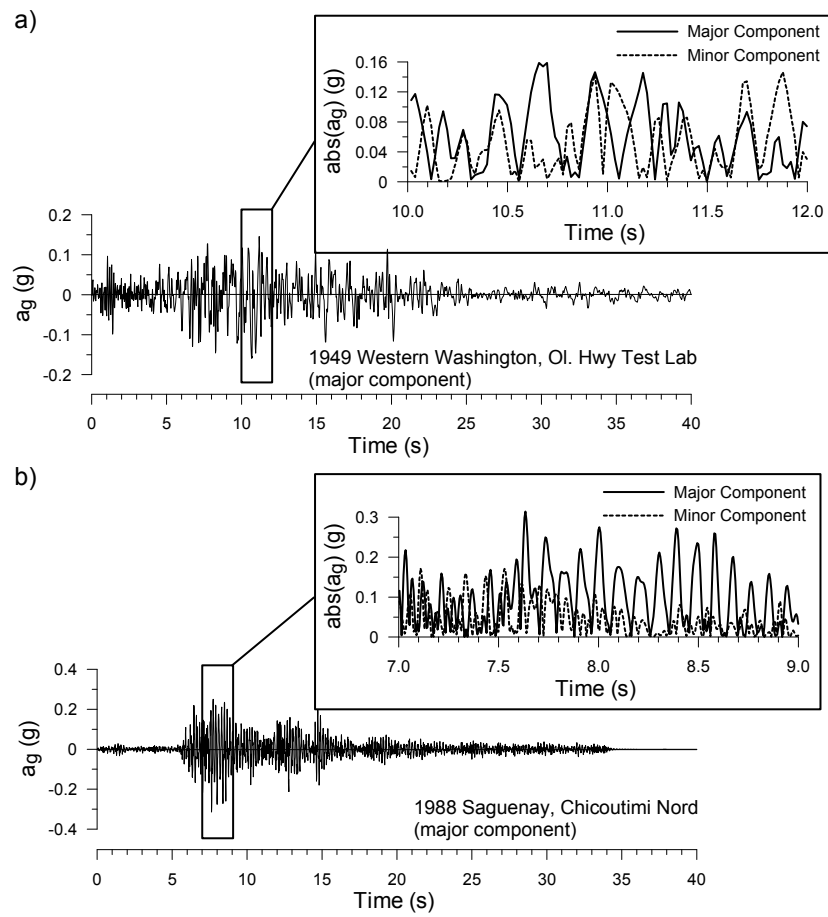 a)
Major Component
Minor Component
abs(ag) (g)
0.16
0.12
0.08
0.04
0
10.0 10.5 11.0 11.5 12.0
Time (s)
ag (g)
0.2
0.1
0
-0.1
-0.2
1949 Western Washington, Ol. Hwy Test Lab
(major component)
0 5 10 15 20 25 30 35 40
Time (s)
b)
Major Component
Minor Component
abs(ag) (g)
0.3
0.2
0.1
0
7.0 7.5 8.0 8.5 9.0
Time (s)
ag (g)
0.4
0.2
0
-0.2
-0.4
1988 Saguenay, Chicoutimi Nord
(major component)
0 5 10 15 20 25 30 35 40
Time (s)